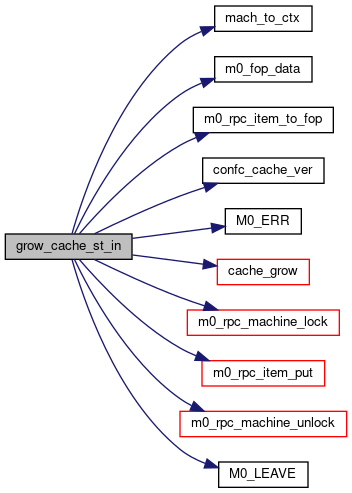 mach_to_ctx
m0_fop_data
m0_rpc_item_to_fop
confc_cache_ver
M0_ERR
grow_cache_st_in
cache_grow
m0_rpc_machine_lock
m0_rpc_item_put
m0_rpc_machine_unlock
M0_LEAVE